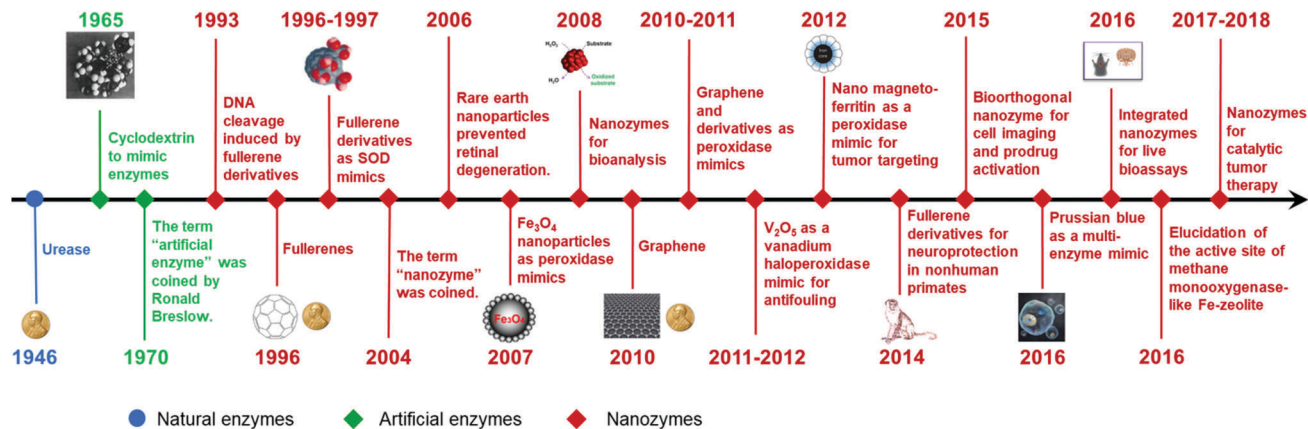 1965
1993
1996-1997
2006
2008
2010-2011
2012
2015
2016
2017-2018
H₂O₂
Substrate
H₂O
Oxidized
substrate
Cyclodextrin
to mimic
enzymes
DNA
cleavage
induced by
fullerene
derivatives
Fullerene
derivatives
as SOD
mimics
Rare earth
nanoparticles
prevented
retinal
degeneration.
Nanozymes
for
bioanalysis
Graphene
and
derivatives as
peroxidase
mimics
Nano magneto-
ferritin as a
peroxidase
mimic for
tumor targeting
Bioorthogonal
nanozyme for
cell imaging
and prodrug
activation
Integrated
nanozymes
for live
bioassays
Nanozymes
for
catalytic
tumor
therapy
Urease
The term
“artificial
enzyme” was
coined by
Ronald
Breslow.
Fullerenes
The term
“nanozyme”
was coined.
Fe₃O₄
nanoparticles
as peroxidase
mimics
Fe₃O₄
Graphene
V₂O₅ as a
vanadium
haloperoxidase
mimic for
antifouling
Fullerene
derivatives for
neuroprotection
in nonhuman
primates
Prussian blue
as a multi-
enzyme mimic
Elucidation of
the active site of
methane
monooxygenase-
like Fe-zeolite
1946
1970
1996
2004
2007
2010
2011-2012
2014
2016
2016
Natural enzymes
Artificial enzymes
Nanozymes